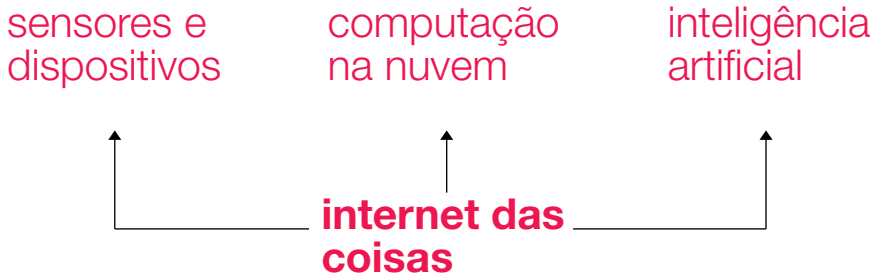 sensores e
dispositivos
computação
na nuvem
inteligência
artificial
internet das
coisas